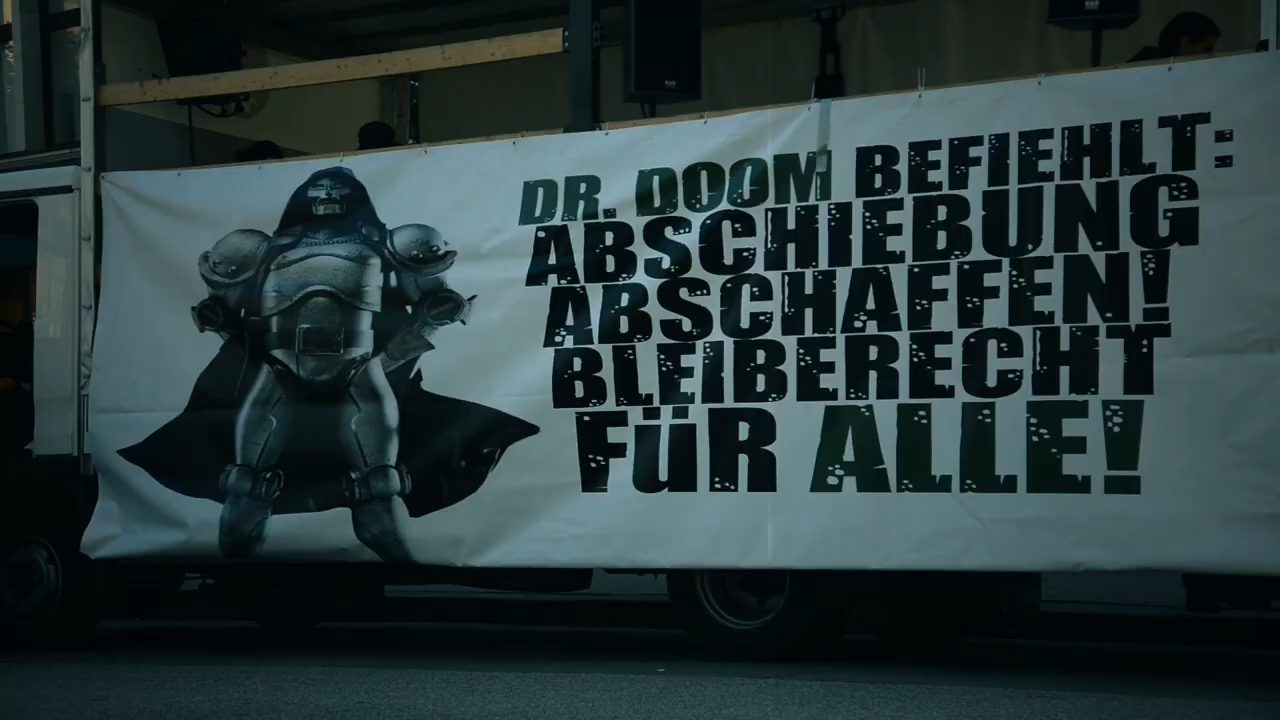 DR. DOOM BEFIEHLT:
ABSCHIEBUNG
ABSCHAFFEN!
BLEIBERECHT
FÜR ALLE!